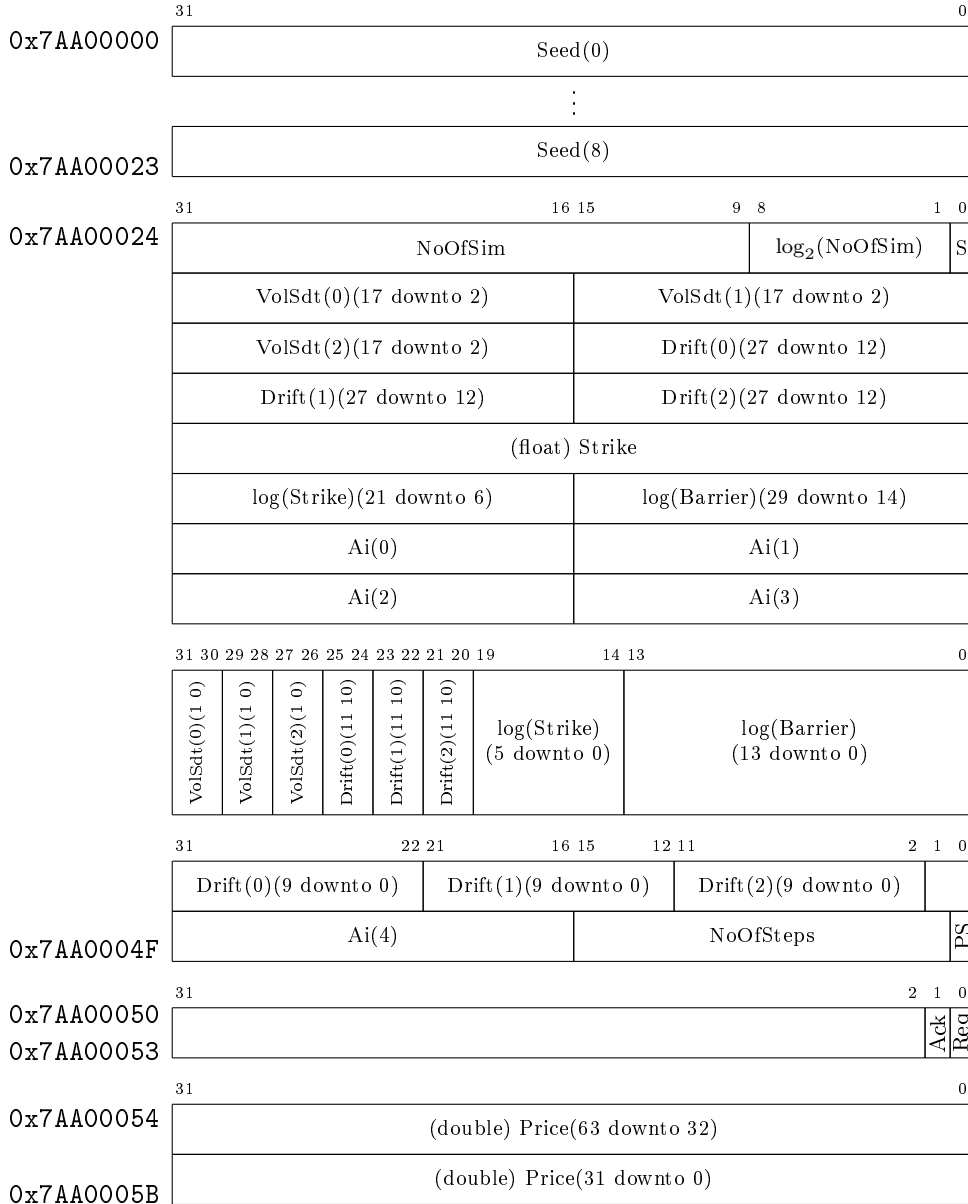 31 0
0x7AA00000
Seed(0)
⋮
Seed(8)
0x7AA00023
31 16 15 9 8 1 0
0x7AA00024
NoOfSim log2(NoOfSim) S
VolSdt(0)(17 downto 2) VolSdt(1)(17 downto 2)
VolSdt(2)(17 downto 2) Drift(0)(27 downto 12)
Drift(1)(27 downto 12) Drift(2)(27 downto 12)
(float) Strike
log(Strike)(21 downto 6) log(Barrier)(29 downto 14)
Ai(0) Ai(1)
Ai(2) Ai(3)
31 30 29 28 27 26 25 24 23 22 21 20 19 14 13 0
VolSdt(0)(1 0)
VolSdt(1)(1 0)
VolSdt(2)(1 0)
Drift(0)(11 10)
Drift(1)(11 10)
Drift(2)(11 10)
log(Strike)
(5 downto 0)
log(Barrier)
(13 downto 0)
31 22 21 16 15 12 11 2 1 0
Drift(0)(9 downto 0) Drift(1)(9 downto 0) Drift(2)(9 downto 0)
Ai(4) NoOfSteps PS
0x7AA0004F
31 2 1 0
0x7AA00050
Ack Req
0x7AA00053
31 0
0x7AA00054
(double) Price(63 downto 32)
(double) Price(31 downto 0)
0x7AA0005B